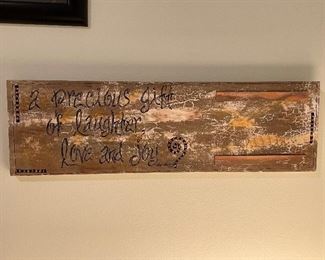 a precious gift
of laughter,
love and joy